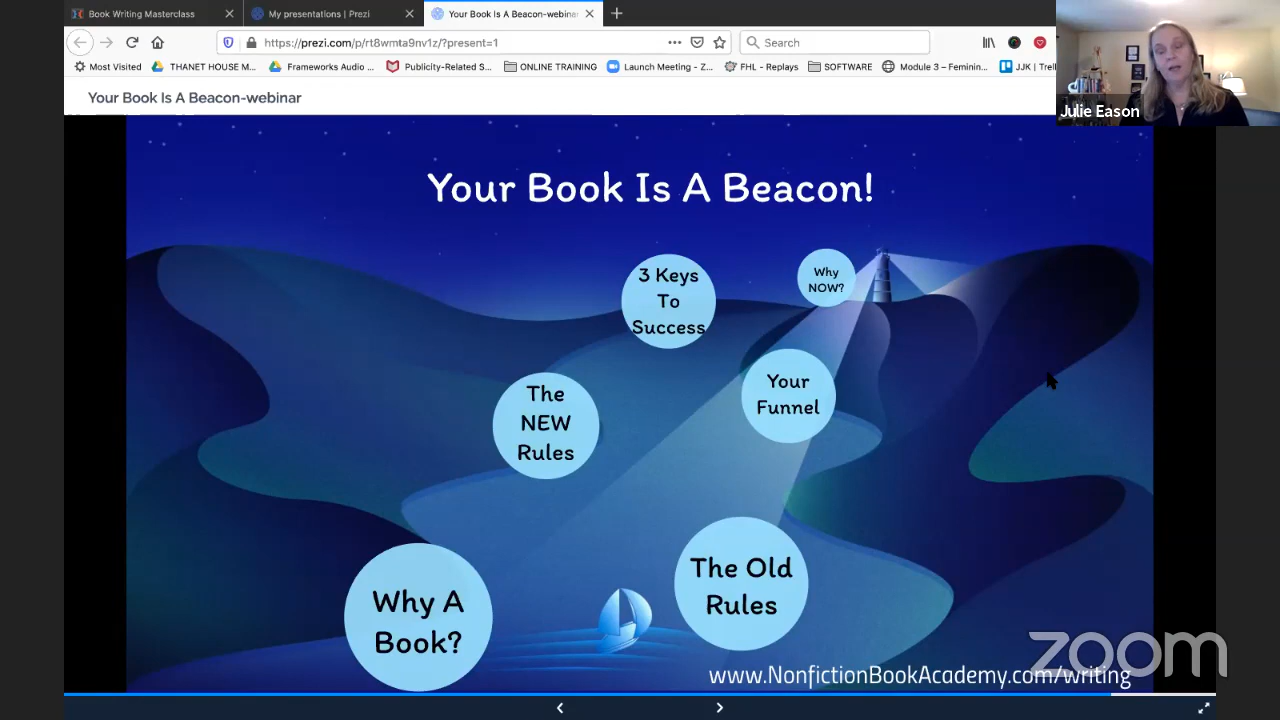 Book Writing Masterclass
My presentations | Prezi
Your Book Is A Beacon-webinar
https://prezi.com/p/rt8wmta9nv1z/?present=1
Search
Most Visited
THANET HOUSE M...
Frameworks Audio ...
Publicity-Related S...
ONLINE TRAINING
Launch Meeting - Z...
FHL - Replays
SOFTWARE
Module 3 – Feminin...
JJK | Trell
Your Book Is A Beacon-webinar
Julie Eason
Your Book Is A Beacon!
3 Keys
To
Success
Why
NOW?
Your
Funnel
The
NEW
Rules
The Old
Rules
Why A
Book?
zoom
www.NonfictionBookAcademy.com/writing